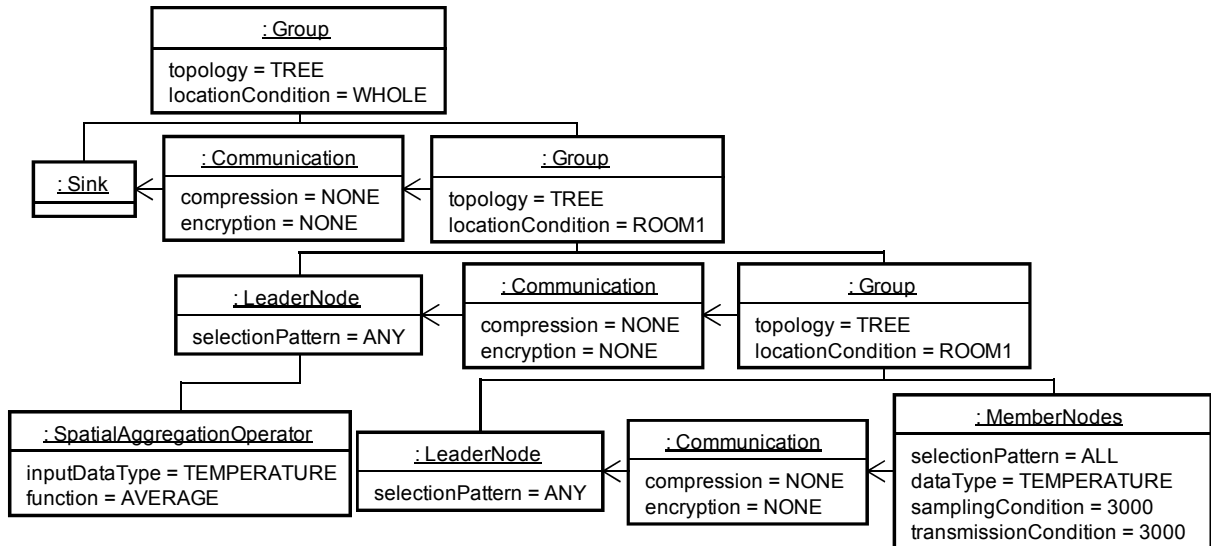 : Group
topology = TREE
locationCondition = WHOLE
: Sink
: Communication
compression = NONE
encryption = NONE
: Group
topology = TREE
locationCondition = ROOM1
: LeaderNode
selectionPattern = ANY
: Communication
compression = NONE
encryption = NONE
: Group
topology = TREE
locationCondition = ROOM1
: SpatialAggregationOperator
inputDataType = TEMPERATURE
function = AVERAGE
: LeaderNode
selectionPattern = ANY
: Communication
compression = NONE
encryption = NONE
: MemberNodes
selectionPattern = ALL
dataType = TEMPERATURE
samplingCondition = 3000
transmissionCondition = 3000